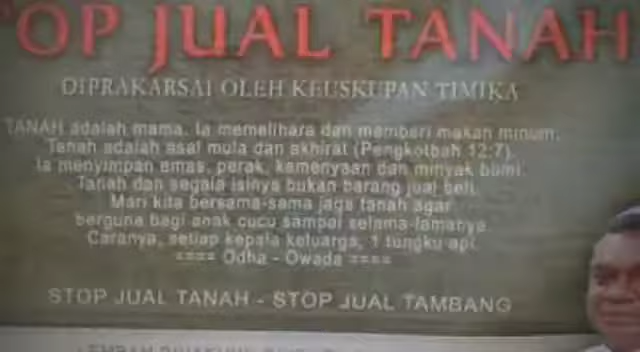 OP JUAL TANAH
DIPRAKARSAI OLEH KEUSKUPAN TIMIKA
TANAH adalah mama. Ia memelihara dan memberi makan minum.
Tanah adalah asal mula dan akhirat (Pengkotbah 12:7).
Ia menyimpan emas, perak, kemenyan dan minyak bumi.
Tanah dan segala isinya bukan barang jual beli.
Mari kita bersama-sama jaga tanah agar
berguna bagi anak cucu sampai selama-lamanya.
Caranya, setiap kepala keluarga, 1 tungku api.
==== Odha - Owada ====
STOP JUAL TANAH - STOP JUAL TAMBANG